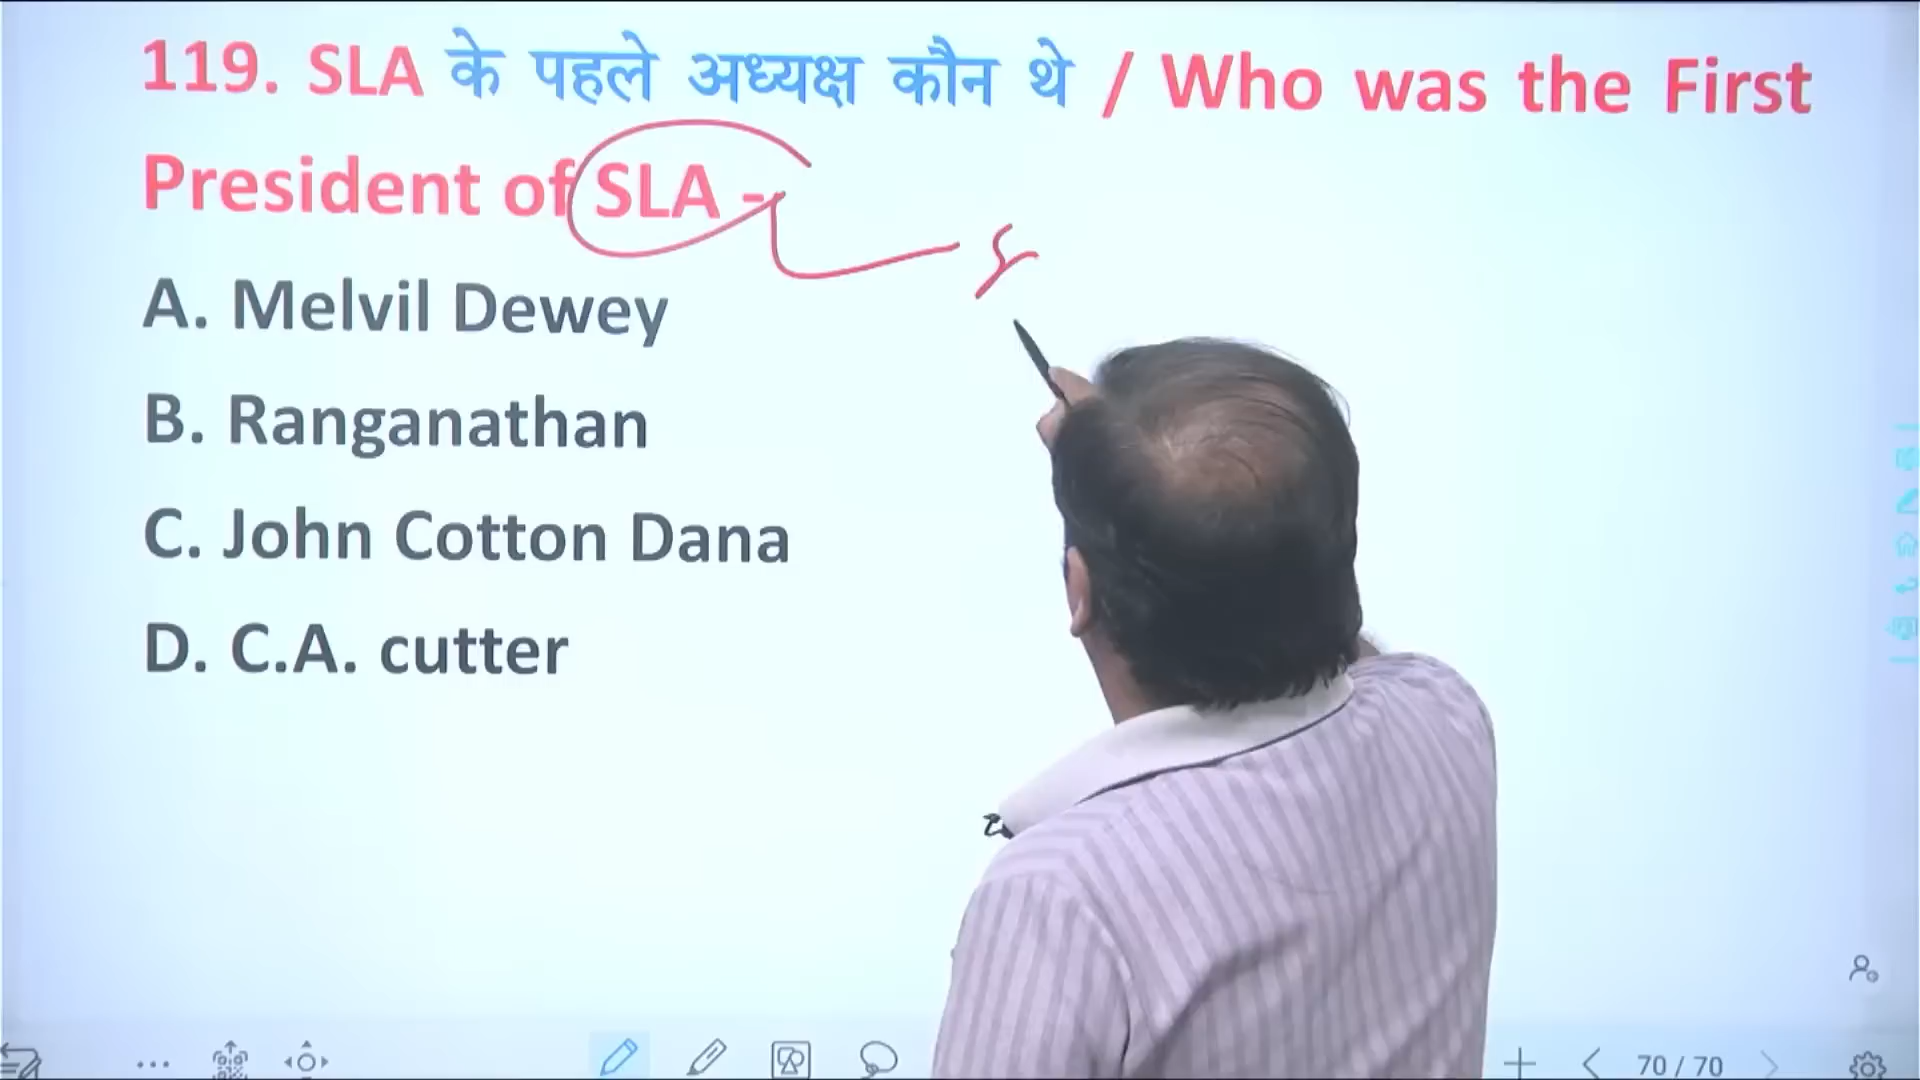 119. SLA के पहले अध्यक्ष कौन थे / Who was the First
President of SLA -
A. Melvil Dewey
B. Ranganathan
C. John Cotton Dana
D. C.A. cutter
70 / 70